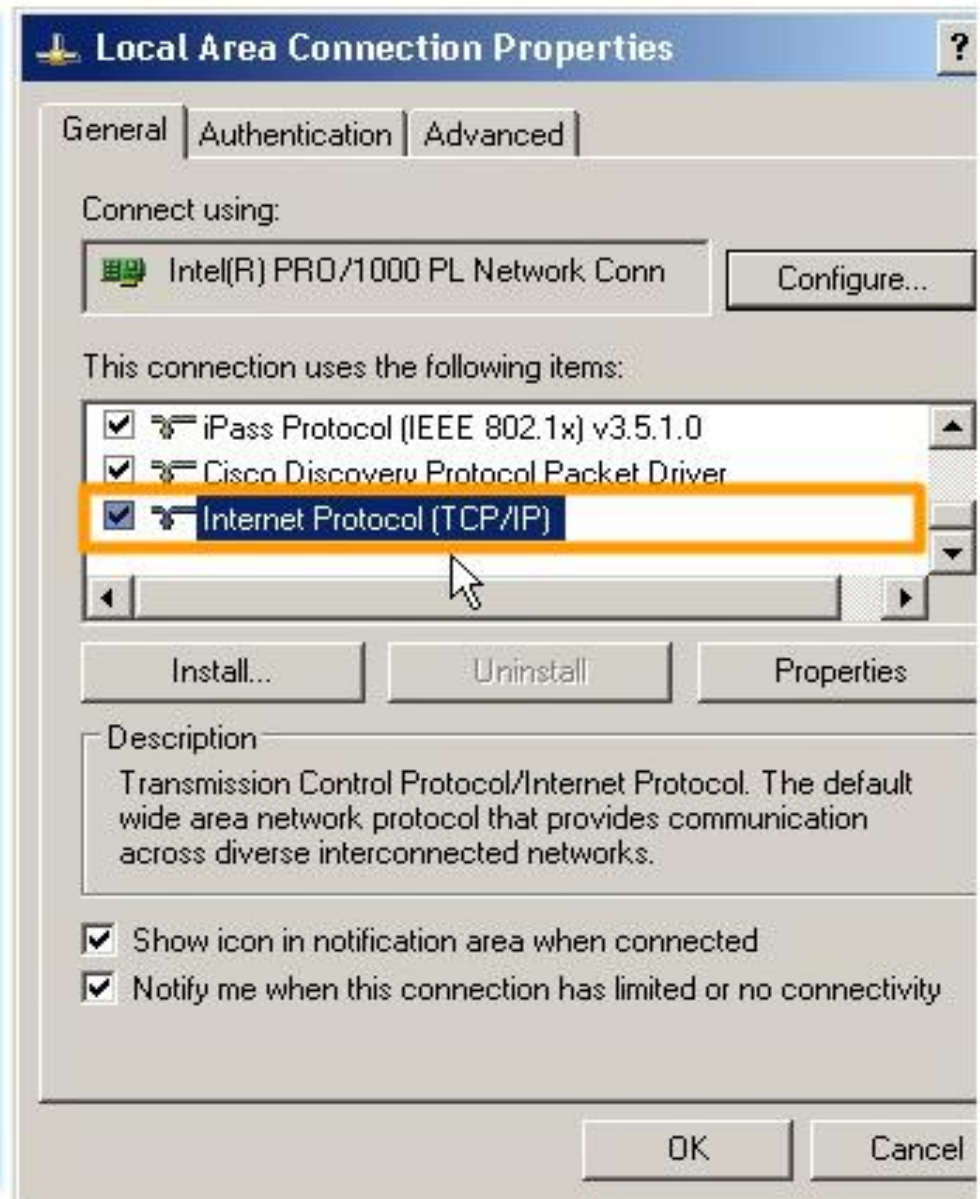 Local Area Connection Properties ?
General Authentication Advanced
Connect using:
Intel(R) PRO/1000 PL Network Conn Configure...
This connection uses the following items:
iPass Protocol (IEEE 802.1x) v3.5.1.0
Cisco Discovery Protocol Packet Driver
Internet Protocol (TCP/IP)
Install... Uninstall Properties
Description
Transmission Control Protocol/Internet Protocol. The default
wide area network protocol that provides communication
across diverse interconnected networks.
Show icon in notification area when connected
Notify me when this connection has limited or no connectivity
OK Cancel